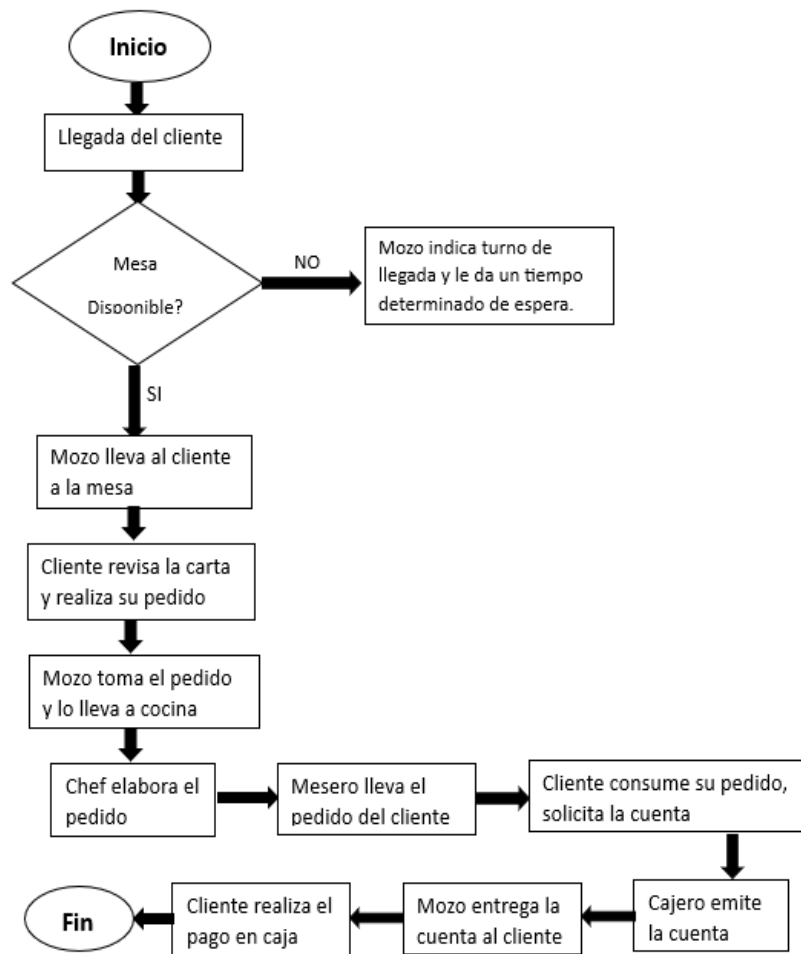 Inicio
Llegada del cliente
Mesa
Disponible?
NO
Mozo indica turno de
llegada y le da un tiempo
determinado de espera.
SI
Mozo lleva al cliente
a la mesa
Cliente revisa la carta
y realiza su pedido
Mozo toma el pedido
y lo lleva a cocina
Chef elabora el
pedido
Mesero lleva el
pedido del cliente
Cliente consume su pedido,
solicita la cuenta
Cajero emite
la cuenta
Mozo entrega la
cuenta al cliente
Cliente realiza el
pago en caja
Fin